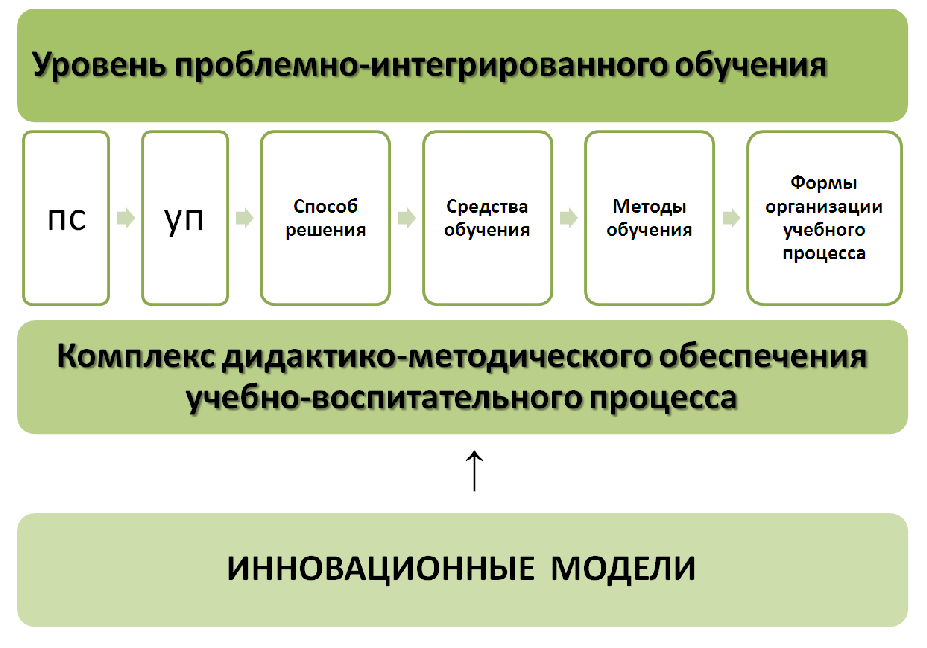 Уровень проблемно-интегрированного обучения
пс
уп
Способ
решения
Средства
обучения
Методы
обучения
Формы
организации
учебного
процесса
Комплекс дидактико-методического обеспечения
учебно-воспитательного процесса
ИННОВАЦИОННЫЕ МОДЕЛИ